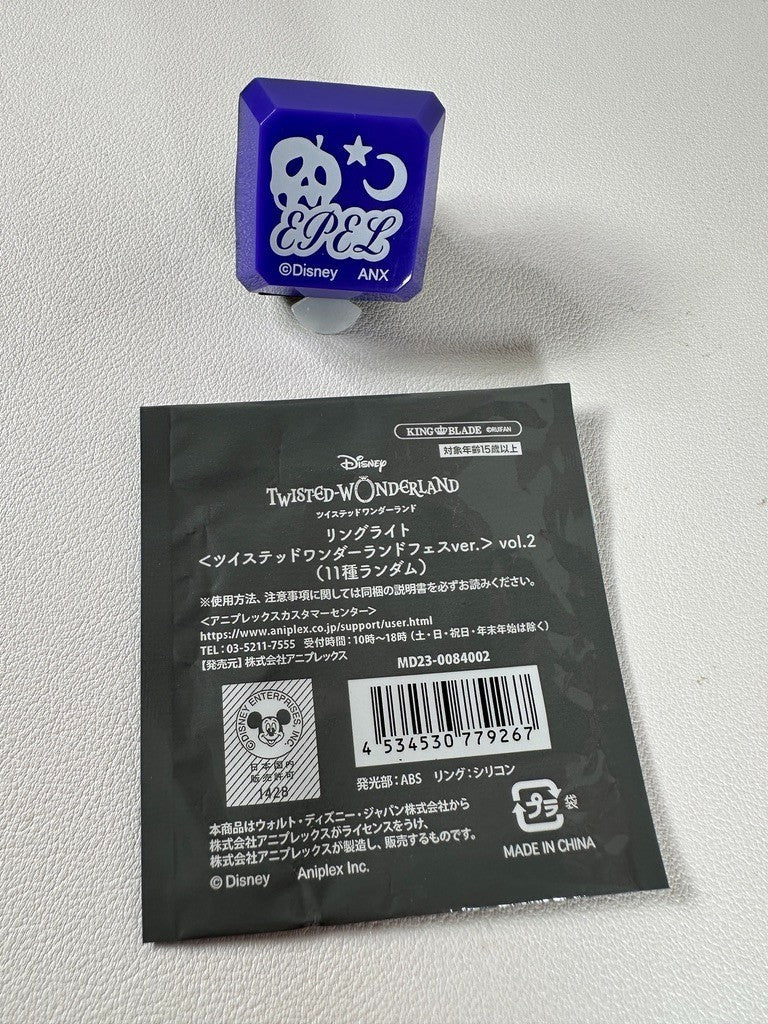 EPEL
©Disney ANX
KING BLADE ©RUIFAN
対象年齢15歳以上
Disney
TWISTED-WONDERLAND
ツイステッドワンダーランド
リングライト
<ツイステッドワンダーランドフェスver.> vol.2
(11種ランダム)
※使用方法、注意事項に関しては同梱の説明書を必ずお読みください。
<アニプレックスカスタマーセンター>
https://www.aniplex.co.jp/support/user.html
TEL:03-5211-7555 受付時間:10時~18時(土・日・祝日・年末年始は除く)
【発売元】株式会社アニプレックス
MD23-0084002
©DISNEY ENTERPRISES, INC.
日本国内
販売許可
1428
4 534530 779267
発光部:ABS リング:シリコン
プラ 袋
MADE IN CHINA
本商品はウォルト・ディズニー・ジャパン株式会社から
株式会社アニプレックスがライセンスをうけ、
株式会社アニプレックスが製造し、販売するものです。
© Disney Aniplex Inc.